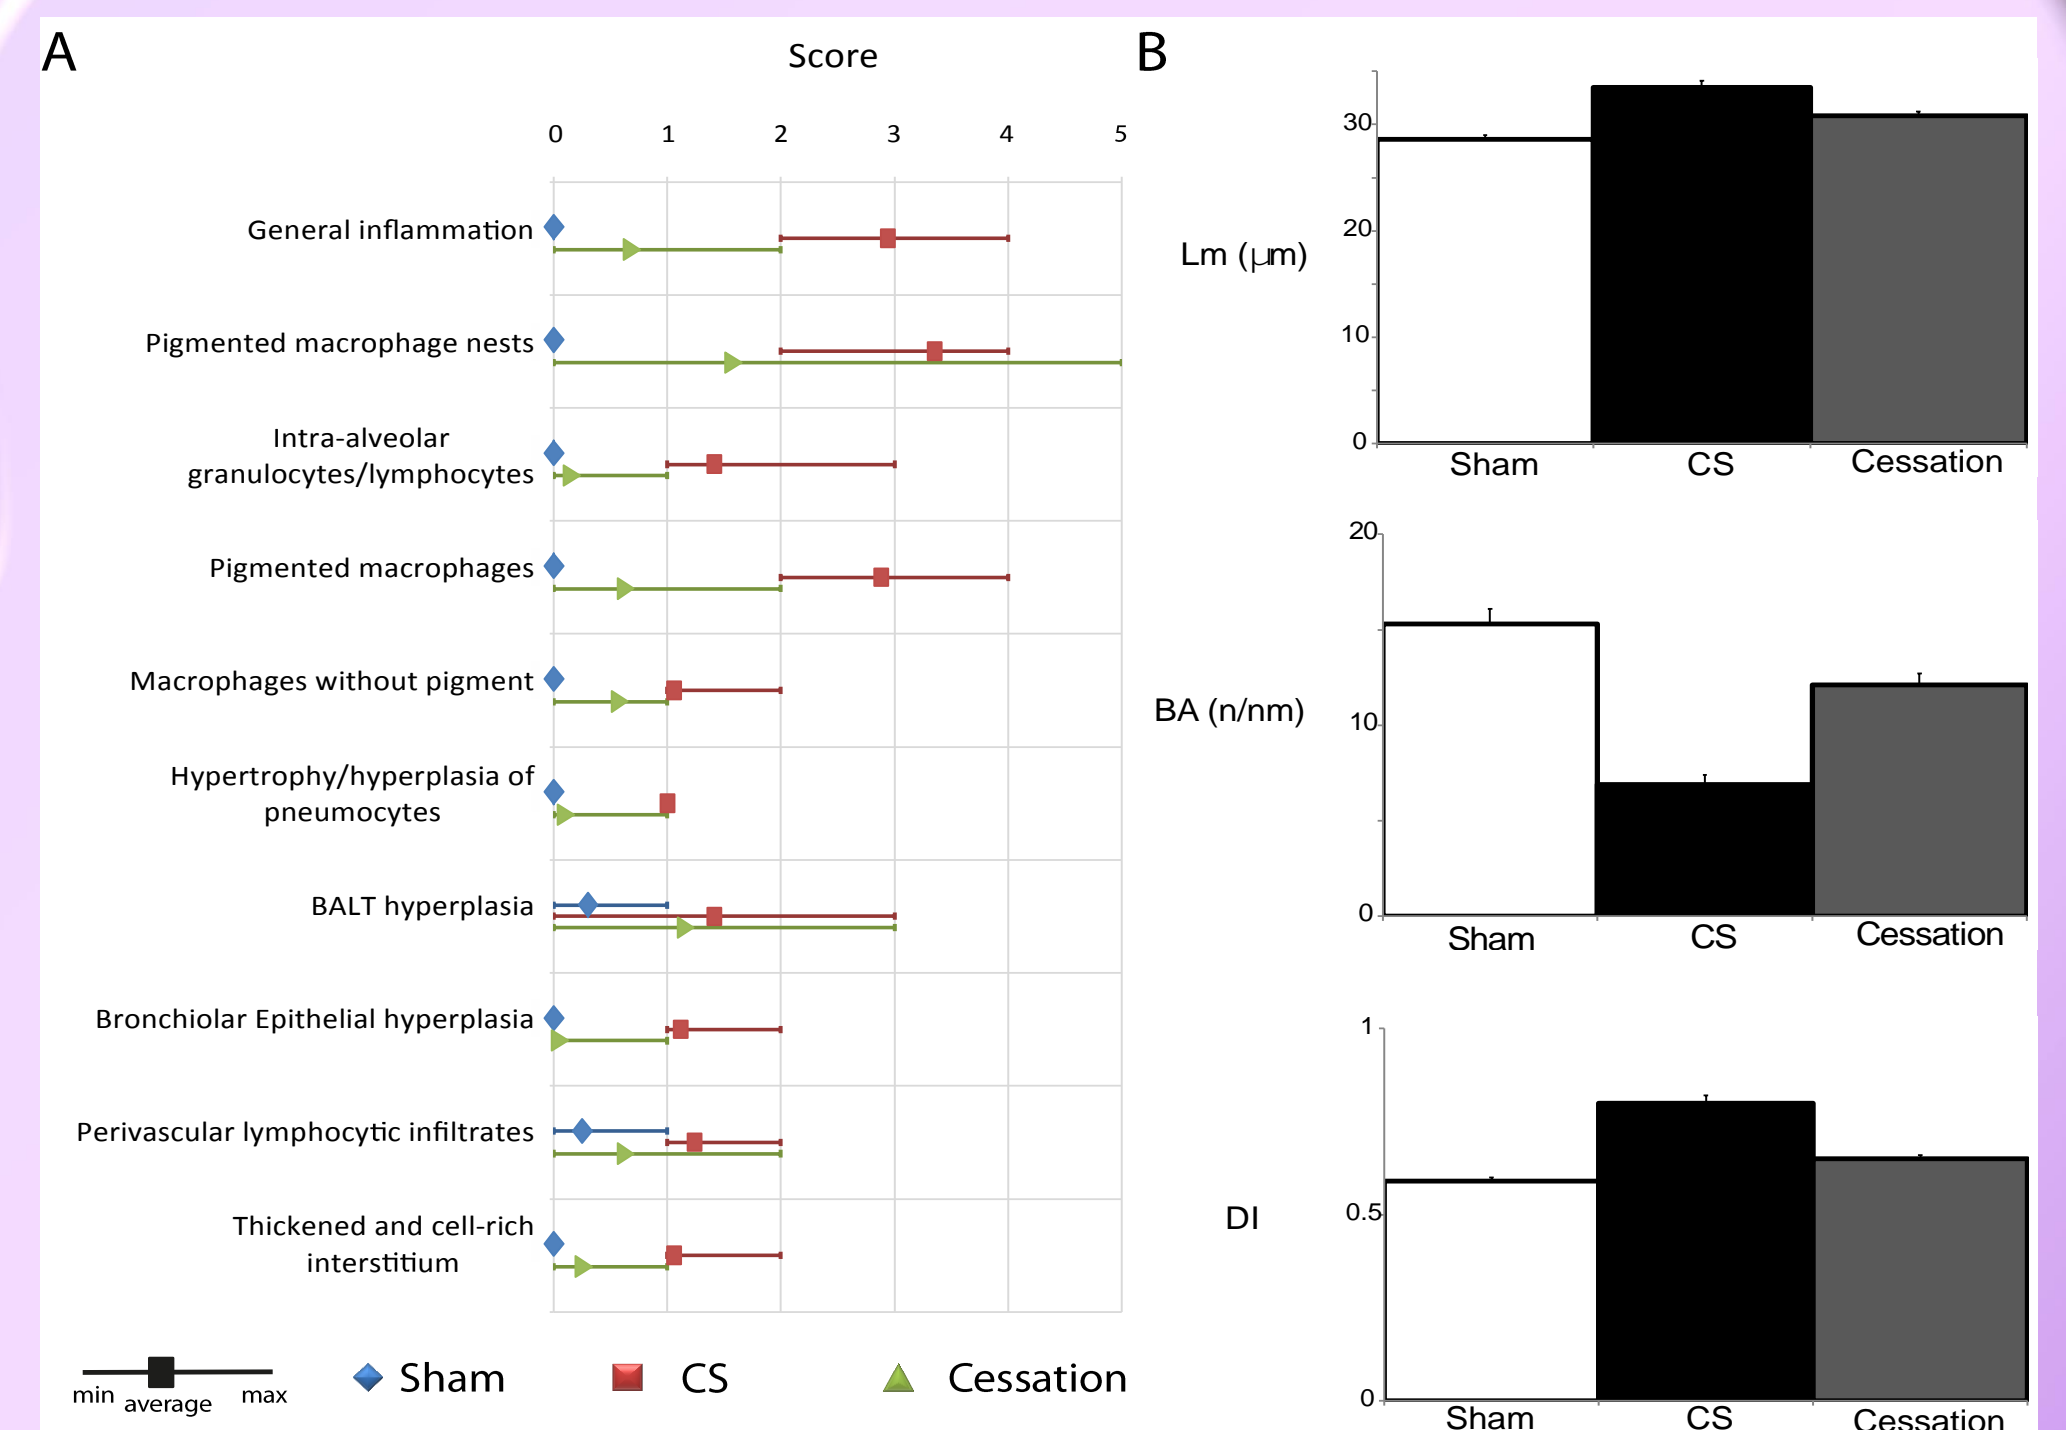 A
Score
0 1 2 3 4 5
General inflammation
Pigmented macrophage nests
Intra-alveolar
granulocytes/lymphocytes
Pigmented macrophages
Macrophages without pigment
Hypertrophy/hyperplasia of
pneumocytes
BALT hyperplasia
Bronchiolar Epithelial hyperplasia
Perivascular lymphocytic infiltrates
Thickened and cell-rich
interstitium
min average max
Sham CS Cessation
B
30
20
Lm (μm)
10
0
Sham CS Cessation
20
BA (n/nm)
10
0
Sham CS Cessation
1
0.5
DI
0
Sham CS Cessation